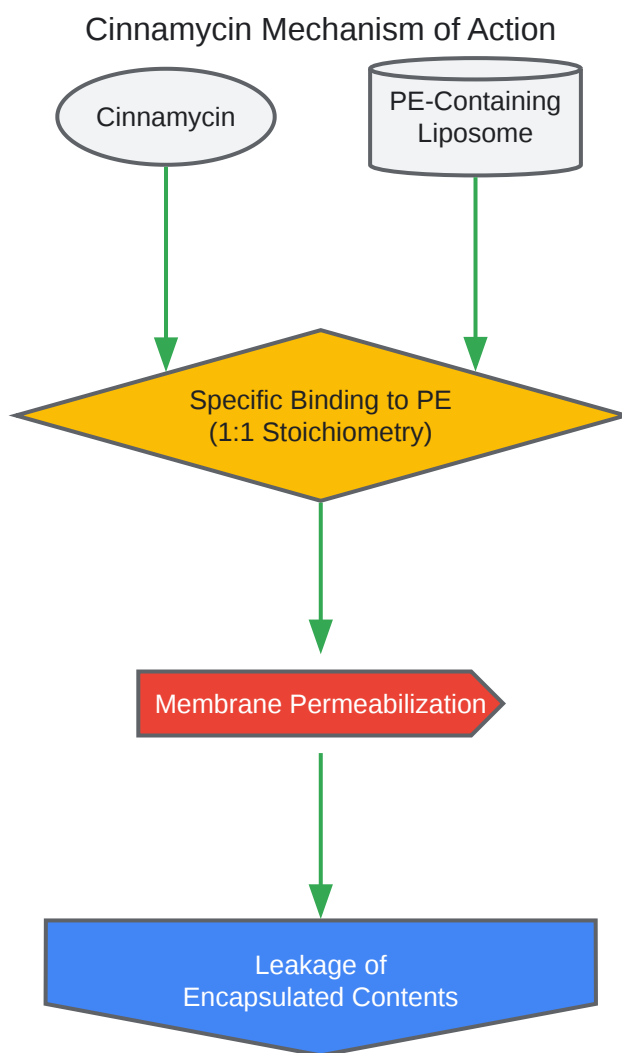 Cinnamycin Mechanism of Action
Cinnamycin
PE-Containing
Liposome
Specific Binding to PE
(1:1 Stoichiometry)
Membrane Permeabilization
Leakage of
Encapsulated Contents